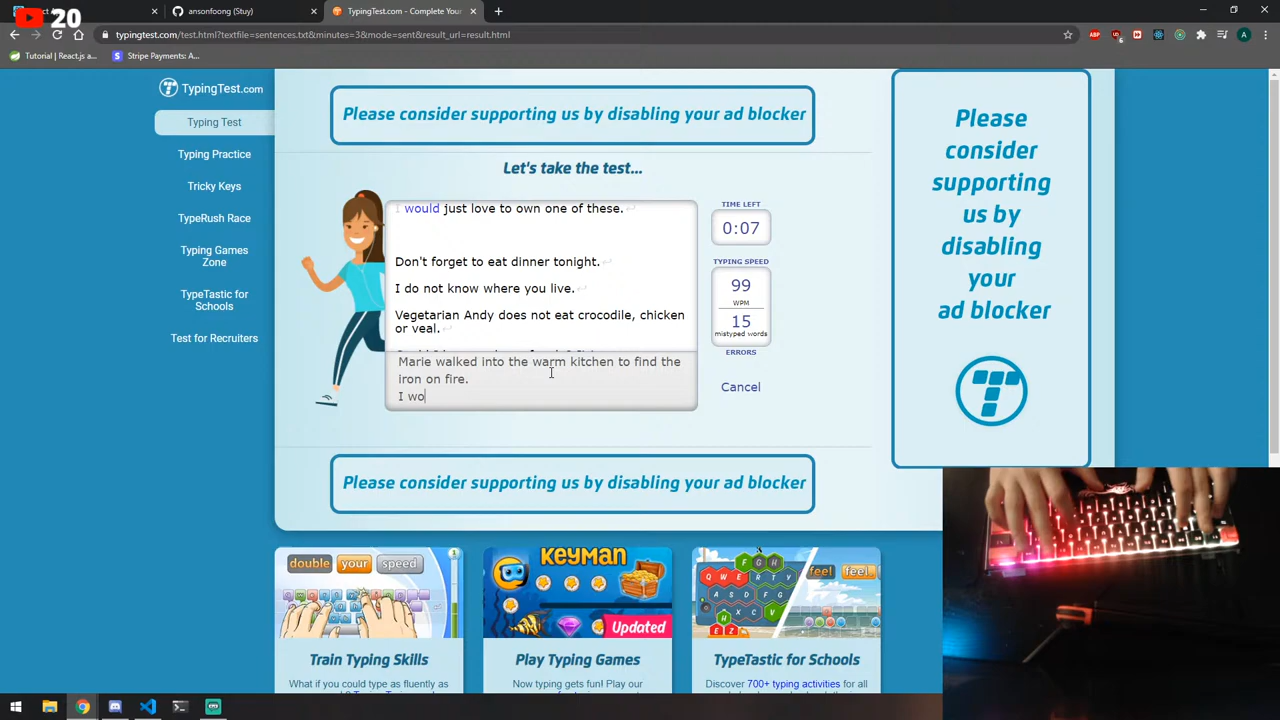 20
ansonfoong (Stuy)
TypingTest.com - Complete Your
typingtest.com/test.html?textfile=sentences.txt&minutes=3&mode=sent&result_url=result.html
ABP
6
A
Tutorial | React.js a...
Stripe Payments: A...
TypingTest.com
Typing Test
Typing Practice
Tricky Keys
TypeRush Race
Typing Games
Zone
TypeTastic for
Schools
Test for Recruiters
Please consider supporting us by disabling your ad blocker
Let's take the test...
I would just love to own one of these.
Don't forget to eat dinner tonight.
I do not know where you live.
Vegetarian Andy does not eat crocodile, chicken
or veal.
Marie walked into the warm kitchen to find the
iron on fire.
I wo
TIME LEFT
0:07
TYPING SPEED
99
WPM
15
mistyped words
ERRORS
Cancel
Please
consider
supporting
us by
disabling
your
ad blocker
Please consider supporting us by disabling your ad blocker
double your speed
1
KEYMAN
Updated
feel feel
Q W E R T Y
F G H
A S D F G H
X C V
E Z
Train Typing Skills
What if you could type as fluently as
Play Typing Games
Now typing gets fun! Play our
TypeTastic for Schools
Discover 700+ typing activities for all